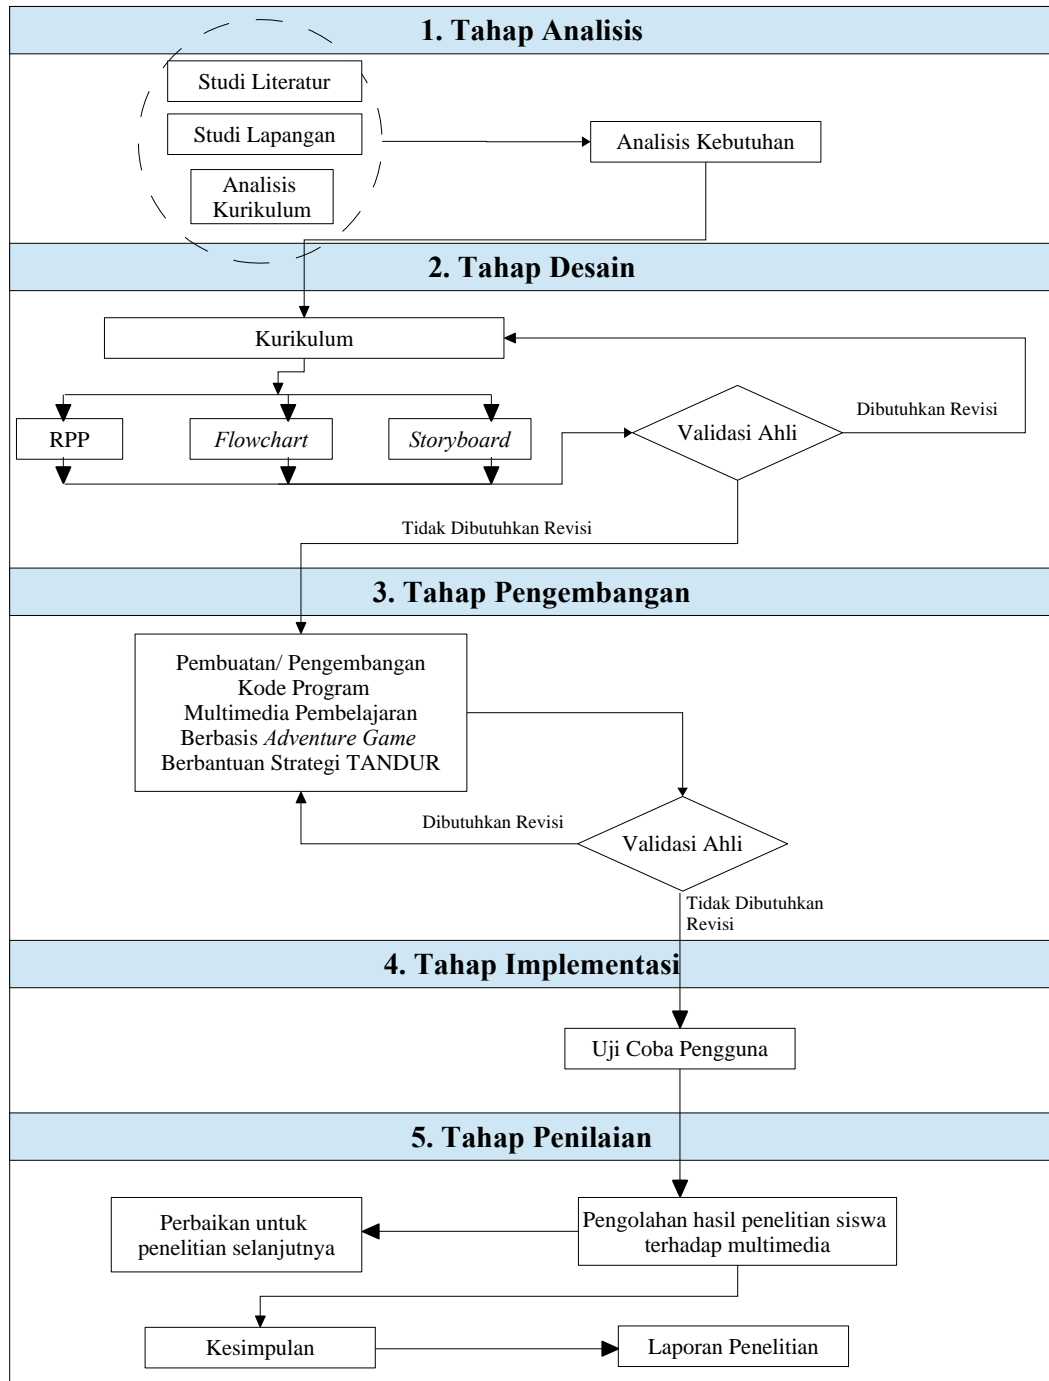 1. Tahap Analisis
Studi Literatur
Studi Lapangan
Analisis Kebutuhan
Analisis
Kurikulum
2. Tahap Desain
Kurikulum
Dibutuhkan Revisi
RPP
Flowchart
Storyboard
Validasi Ahli
Tidak Dibutuhkan Revisi
3. Tahap Pengembangan
Pembuatan/ Pengembangan
Kode Program
Multimedia Pembelajaran
Berbasis Adventure Game
Berbantuan Strategi TANDUR
Dibutuhkan Revisi
Validasi Ahli
Tidak Dibutuhkan
Revisi
4. Tahap Implementasi
Uji Coba Pengguna
5. Tahap Penilaian
Perbaikan untuk
penelitian selanjutnya
Pengolahan hasil penelitian siswa
terhadap multimedia
Kesimpulan
Laporan Penelitian